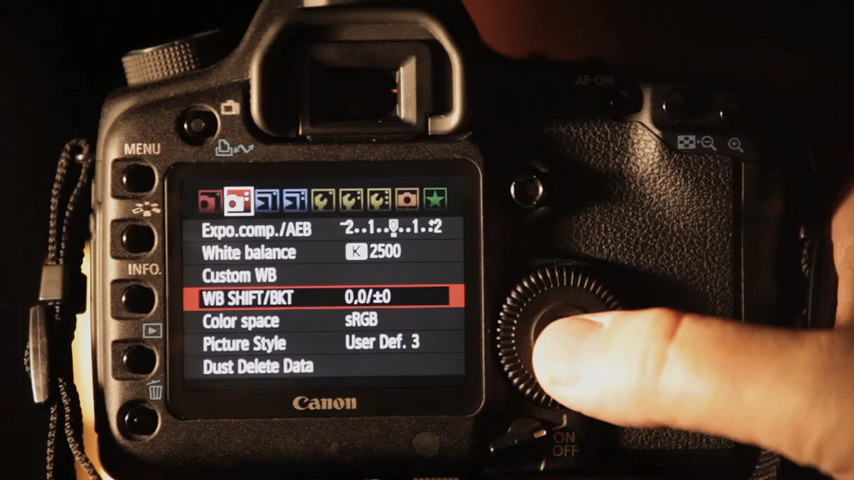 AF-ON
MENU
INFO.
Expo.comp./AEB -2..1..0..1.:2
White balance K 2500
Custom WB
WB SHIFT/BKT 0,0/±0
Color space sRGB
Picture Style User Def. 3
Dust Delete Data
Canon
ON
OFF